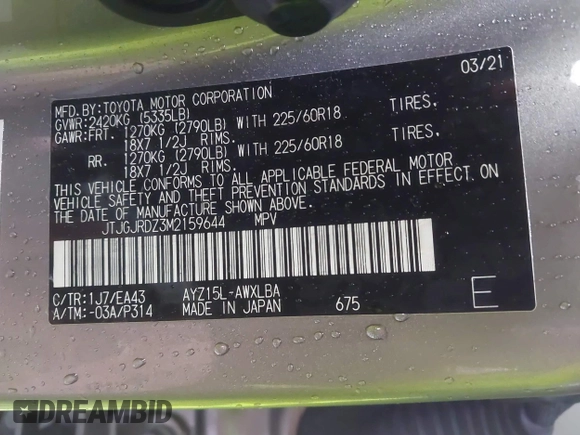 03/21
MFD.BY:TOYOTA MOTOR CORPORATION
GVWR:2420KG (5335LB)
GAWR:FRT. 1270KG (2790LB) WITH 225/60R18 TIRES.
18X7 1/2J RIMS.
RR. 1270KG (2790LB) WITH 225/60R18 TIRES.
18X7 1/2J RIMS.
THIS VEHICLE CONFORMS TO ALL APPLICABLE FEDERAL MOTOR
VEHICLE SAFETY AND THEFT PREVENTION STANDARDS IN EFFECT ON
THE DATE OF MANUFACTURE SHOWN ABOVE.
JTJGJRDZ3M2159644 MPV
C/TR:1J7/EA43 AYZ15L-AWXLBA
A/TM:-03A/P314 MADE IN JAPAN 675 E
DREAMBID